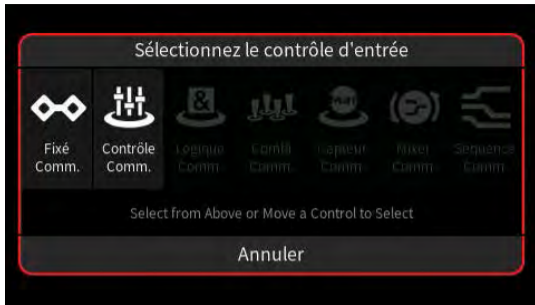 Sélectionnez le contrôle d'entrée
Fixé Contrôle Logique Combi Capteur Mixer Séquence
Comm. Comm. Comm. Comm. Comm. Comm. Comm.
Select from Above or Move a Control to Select
Annuler